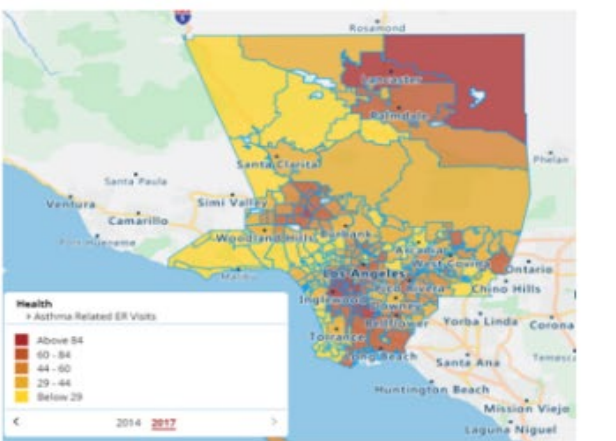 5
Rosamond
Lancaster
Palmdale
Santa Clarita
Phelan
Santa Paula
Ventura
Simi Valley
Camarillo
Port Hueneme
Woodland Hills
Burbank
Arcadia
Malibu
Los Angeles
West Covina
Ontario
Pico Rivera
Chino Hills
Inglewood
Downey
Bellflower
Yorba Linda
Corona
Torrance
Long Beach
Santa Ana
Temesc
Huntington Beach
Mission Viejo
Laguna Niguel
Health
> Asthma Related ER Visits
Above 84
60 - 84
44 - 60
29 - 44
Below 29
< 2014 2017 >